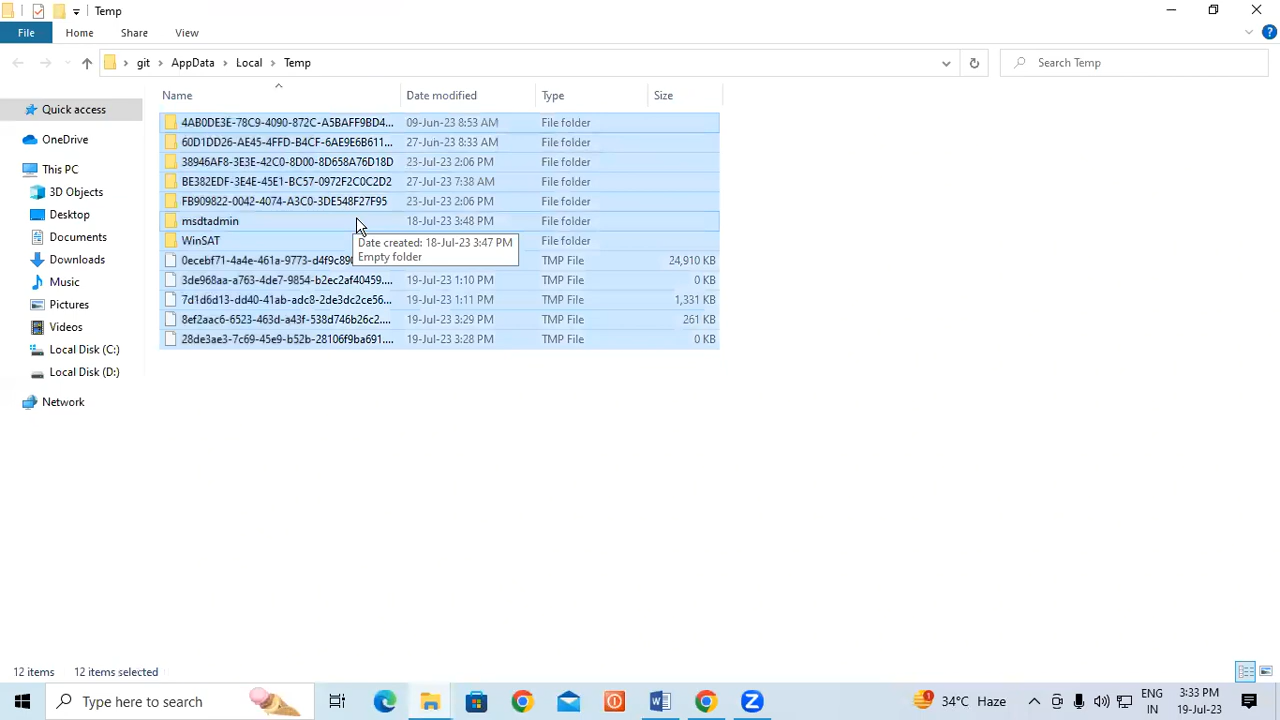 Temp
File Home Share View
git AppData Local Temp Search Temp
Name Date modified Type Size
Quick access
OneDrive
This PC
3D Objects
Desktop
Documents
Downloads
Music
Pictures
Videos
Local Disk (C:)
Local Disk (D:)
Network
4AB0DE3E-78C9-4090-872C-A5BAFF9BD4... 09-Jun-23 8:53 AM File folder
60D1DD26-AE45-4FFD-B4CF-6AE9E6B611... 27-Jun-23 8:33 AM File folder
38946AF8-3E3E-42C0-8D00-8D658A76D18D 23-Jul-23 2:06 PM File folder
BE382EDF-3E4E-45E1-BC57-0972F2C0C2D2 27-Jul-23 7:38 AM File folder
FB909822-0042-4074-A3C0-3DE548F27F95 23-Jul-23 2:06 PM File folder
msdtadmin 18-Jul-23 3:48 PM File folder
WinSAT File folder
Date created: 18-Jul-23 3:47 PM
Empty folder
TMP File 24,910 KB
3de968aa-a763-4de7-9854-b2ec2af40459.... 19-Jul-23 1:10 PM TMP File 0 KB
7d1d6d13-dd40-41ab-adc8-2de3dc2ce56... 19-Jul-23 1:11 PM TMP File 1,331 KB
8ef2aac6-6523-463d-a43f-538d746b26c2.... 19-Jul-23 3:29 PM TMP File 261 KB
28de3ae3-7c69-45e9-b52b-28106f9ba691.... 19-Jul-23 3:28 PM TMP File 0 KB
12 items 12 items selected
Type here to search
34°C Haze
ENG
IN
3:33 PM
19-Jul-23